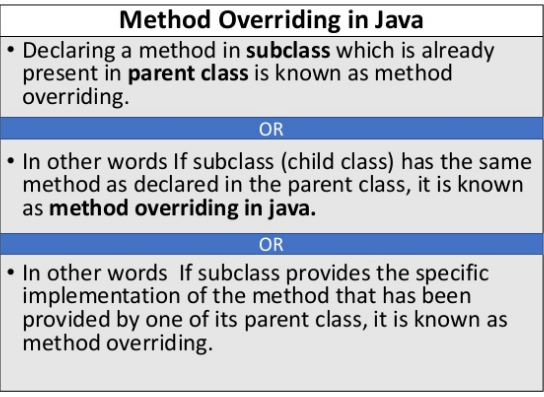 Method Overriding in Java
• Declaring a method in subclass which is already
present in parent class is known as method
overriding.
OR
• In other words If subclass (child class) has the same
method as declared in the parent class, it is known
as method overriding in java.
OR
• In other words  If subclass provides the specific
implementation of the method that has been
provided by one of its parent class, it is known as
method overriding.